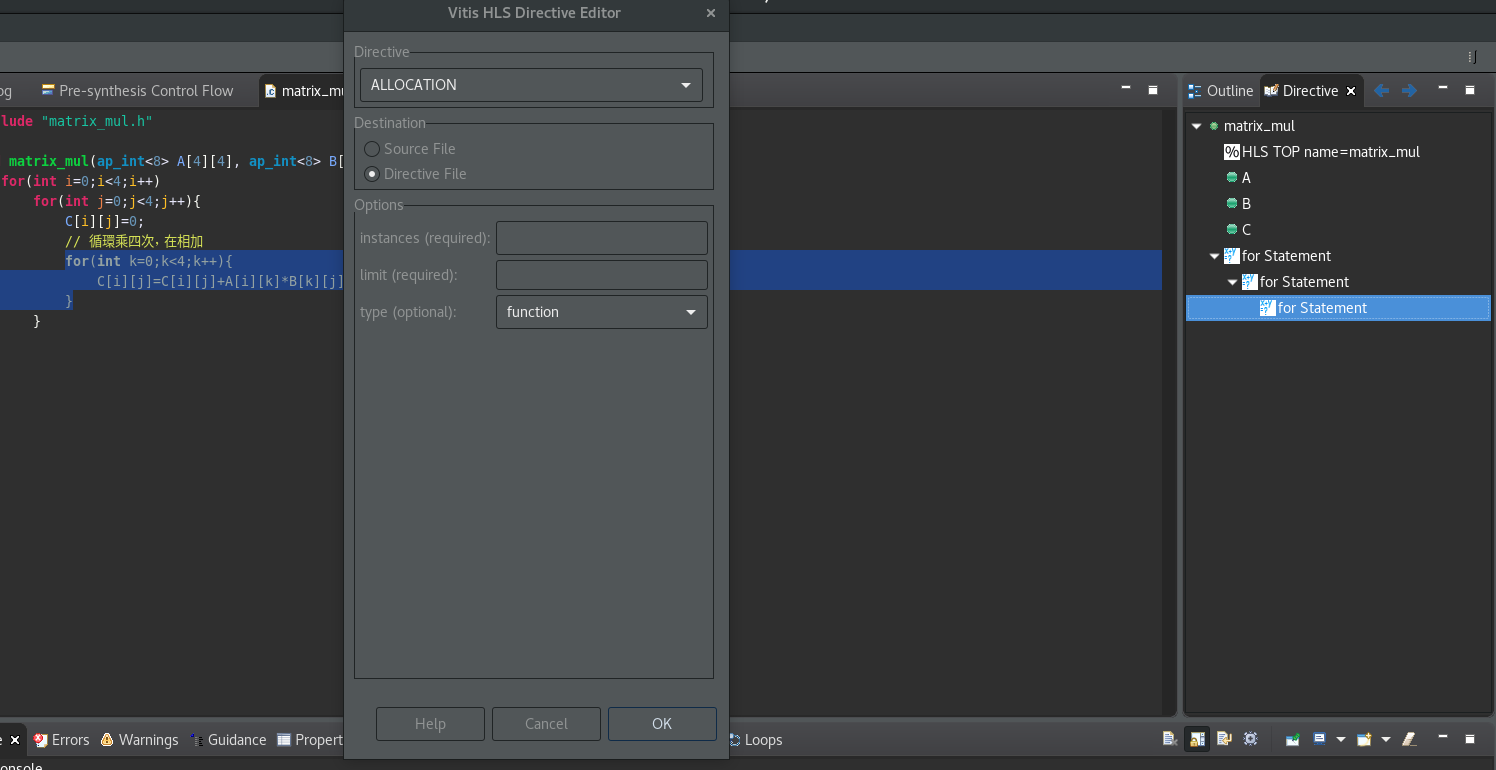 Vitis HLS Directive Editor
Directive
ALLOCATION
Destination
Source File
Directive File
Options
instances (required):
limit (required):
type (optional):
function
Help
Cancel
OK
og
Pre-synthesis Control Flow
matrix_mu
lude "matrix_mul.h"
matrix_mul(ap_int<8> A[4][4], ap_int<8> B[
for(int i=0;i<4;i++)
for(int j=0;j<4;j++){
C[i][j]=0;
// 循環乘四次，在相加
for(int k=0;k<4;k++){
C[i][j]=C[i][j]+A[i][k]*B[k][j]
}
}
Outline
Directive
matrix_mul
% HLS TOP name=matrix_mul
A
B
C
for Statement
for Statement
for Statement
e
Errors
Warnings
Guidance
Propert
Loops
onsole